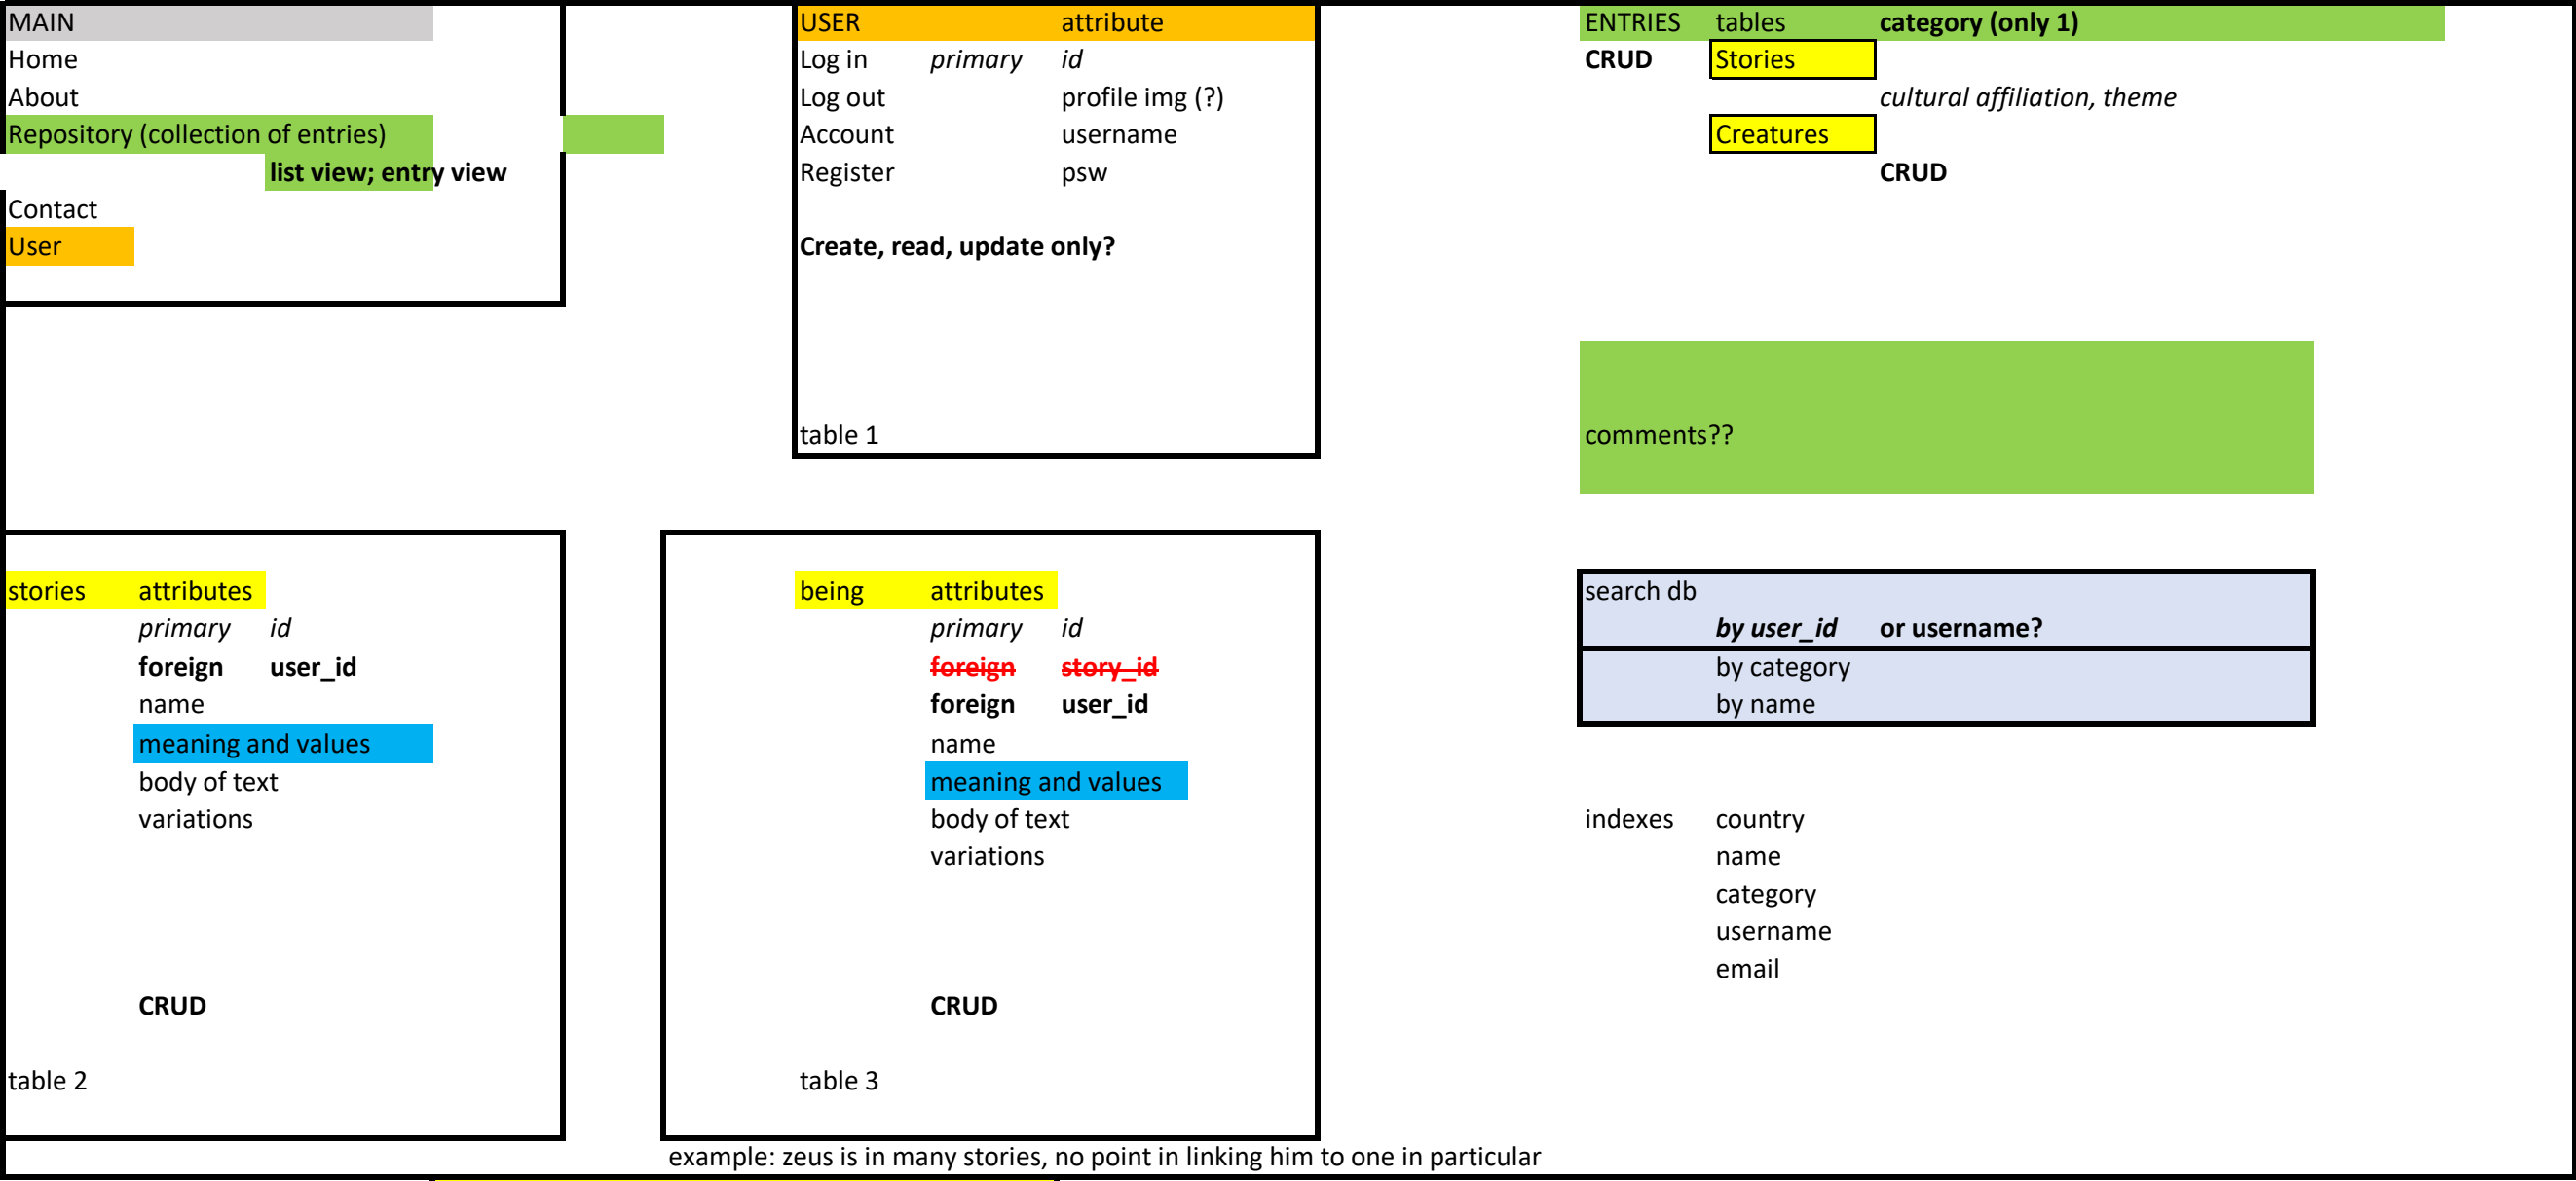 MAIN
Home
About
Repository (collection of entries)
list view; entry view
Contact
User
USER attribute
Log in primary id
Log out profile img (?)
Account username
Register psw
Create, read, update only?
table 1
ENTRIES tables category (only 1)
CRUD Stories
cultural affiliation, theme
Creatures
CRUD
comments??
stories attributes
primary id
foreign user_id
name
meaning and values
body of text
variations
CRUD
table 2
being attributes
primary id
foreign story_id
foreign user_id
name
meaning and values
body of text
variations
CRUD
table 3
search db
by user_id or username?
by category
by name
indexes country
name
category
username
email
example: zeus is in many stories, no point in linking him to one in particular